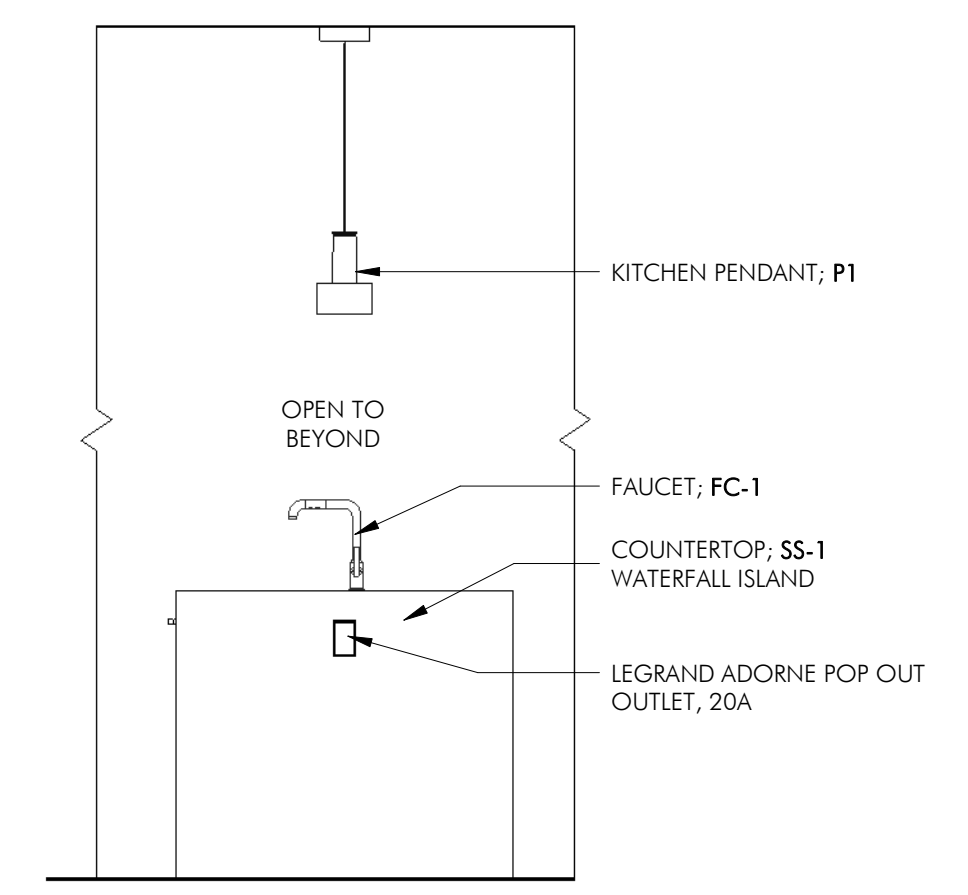 KITCHEN PENDANT; P1
OPEN TO
BEYOND
FAUCET; FC-1
COUNTERTOP; SS-1
WATERFALL ISLAND
LEGRAND ADORNE POP OUT
OUTLET, 20A